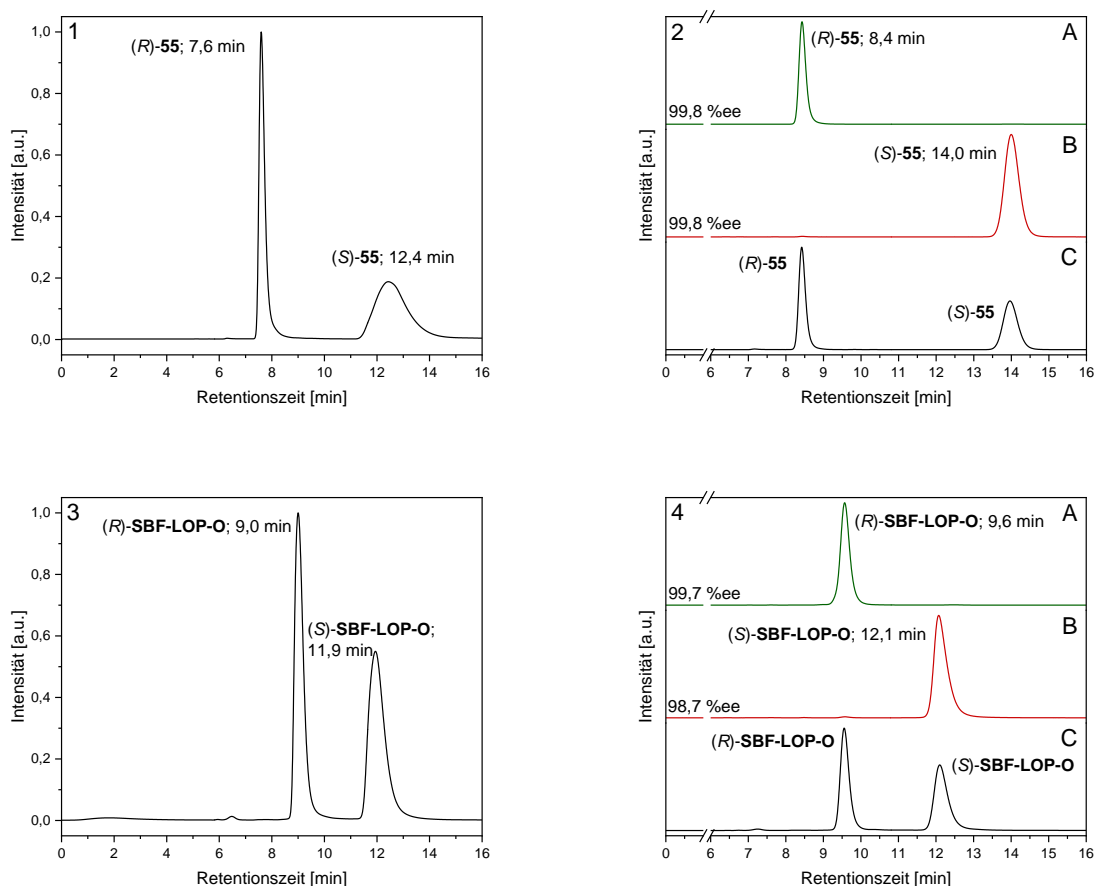 1
(R)-55; 7,6 min
(S)-55; 12,4 min
Intensität [a.u.]
1,0
0,8
0,6
0,4
0,2
0,0
0 2 4 6 8 10 12 14 16
Retentionszeit [min]
2
A
(R)-55; 8,4 min
99,8 %ee
B
(S)-55; 14,0 min
99,8 %ee
C
(R)-55
(S)-55
Intensität [a.u.]
0 6 7 8 9 10 11 12 13 14 15 16
Retentionszeit [min]
3
(R)-SBF-LOP-O; 9,0 min
(S)-SBF-LOP-O;
11,9 min
Intensität [a.u.]
1,0
0,8
0,6
0,4
0,2
0,0
0 2 4 6 8 10 12 14 16
Retentionszeit [min]
4
A
(R)-SBF-LOP-O; 9,6 min
99,7 %ee
B
(S)-SBF-LOP-O; 12,1 min
98,7 %ee
C
(R)-SBF-LOP-O
(S)-SBF-LOP-O
Intensität [a.u.]
0 6 7 8 9 10 11 12 13 14 15 16
Retentionszeit [min]